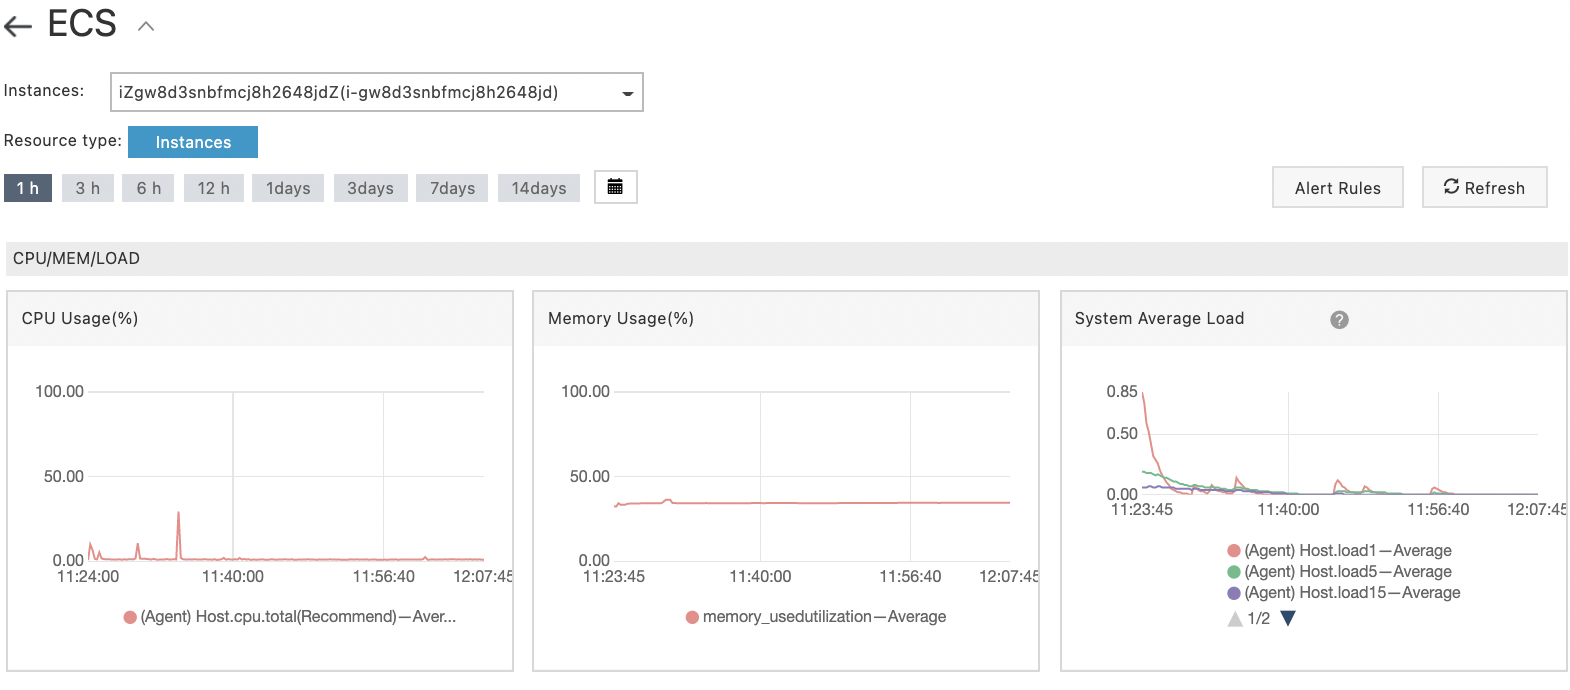 ECS
Instances: iZgw8d3snbfmcj8h2648jdZ(i-gw8d3snbfmcj8h2648jd)
Resource type: Instances
1 h 3 h 6 h 12 h 1days 3days 7days 14days Alert Rules Refresh
CPU/MEM/LOAD
CPU Usage(%)
100.00
50.00
0.00
11:24:00 11:40:00 11:56:40 12:07:45
(Agent) Host.cpu.total(Recommend)—Aver...
Memory Usage(%)
100.00
50.00
0.00
11:23:45 11:40:00 11:56:40 12:07:45
memory_usedutilization—Average
System Average Load ?
0.85
0.50
0.00
11:23:45 11:40:00 11:56:40 12:07:45
(Agent) Host.load1—Average
(Agent) Host.load5—Average
(Agent) Host.load15—Average
1/2